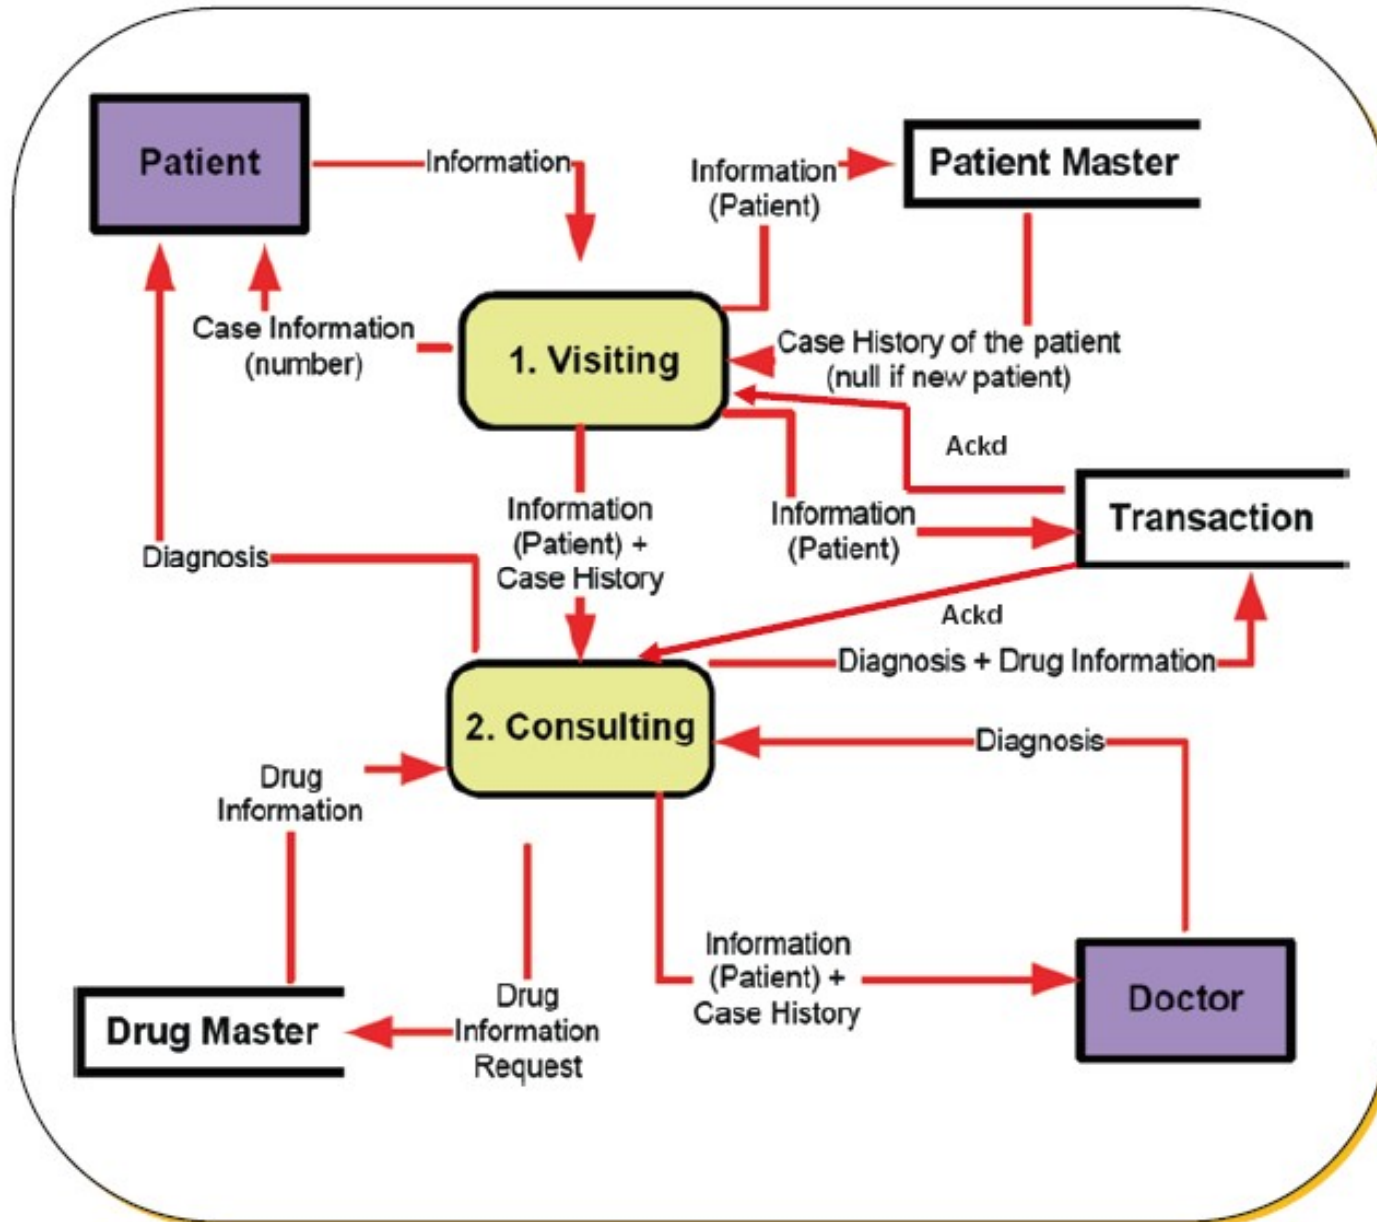 Patient
Information
Information
(Patient)
Patient Master
Case Information
(number)
1. Visiting
Case History of the patient
(null if new patient)
Ackd
Information
(Patient) +
Case History
Information
(Patient)
Transaction
Diagnosis
Ackd
Diagnosis + Drug Information
2. Consulting
Diagnosis
Drug
Information
Information
(Patient) +
Case History
Doctor
Drug Master
Drug
Information
Request